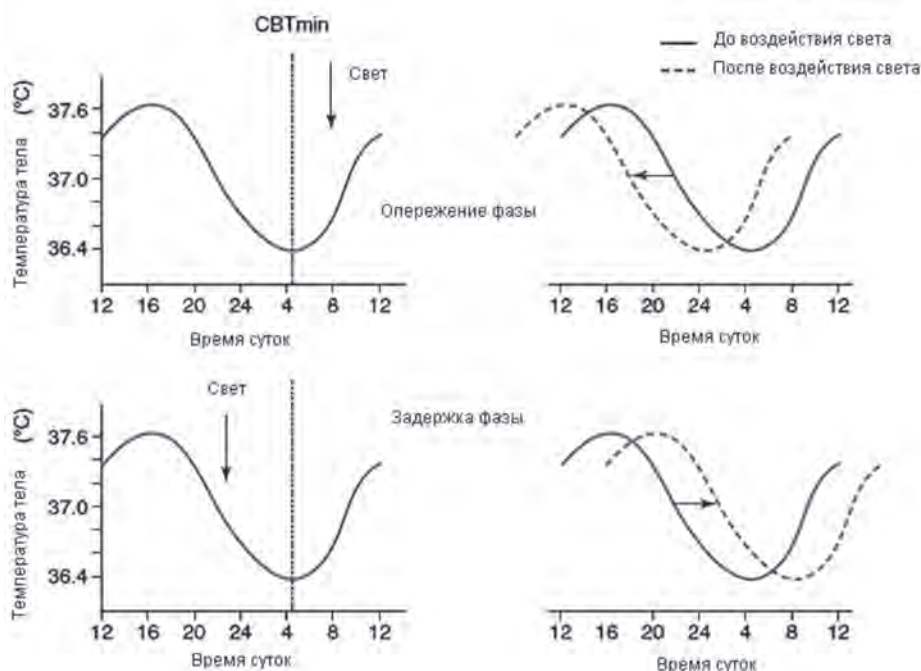 CBTmin
Свет
До воздействия света
После воздействия света
Температура тела (°C)
37.6
37.0
36.4
Опережение фазы
12 16 20 24 4 8 12
12 16 20 24 4 8 12
Время суток
Время суток
Свет
Задержка фазы
Температура тела (°C)
37.6
37.0
36.4
12 16 20 24 4 8 12
12 16 20 24 4 8 12
Время суток
Время суток